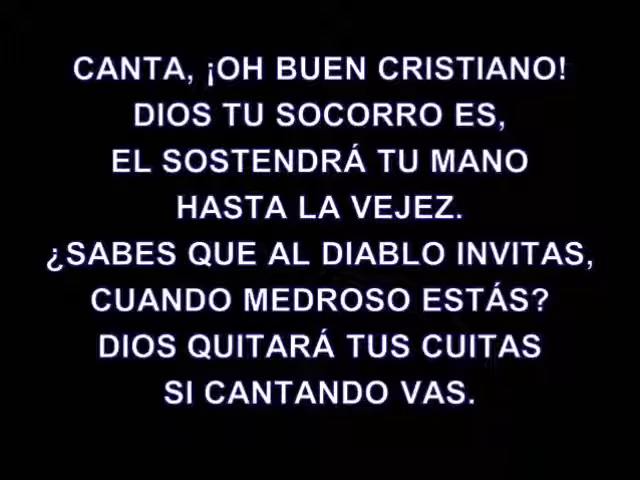 CANTA, ¡OH BUEN CRISTIANO!
DIOS TU SOCORRO ES,
EL SOSTENDRÁ TU MANO
HASTA LA VEJEZ.
¿SABES QUE AL DIABLO INVITAS,
CUANDO MEDROSO ESTÁS?
DIOS QUITARÁ TUS CUITAS
SI CANTANDO VAS.